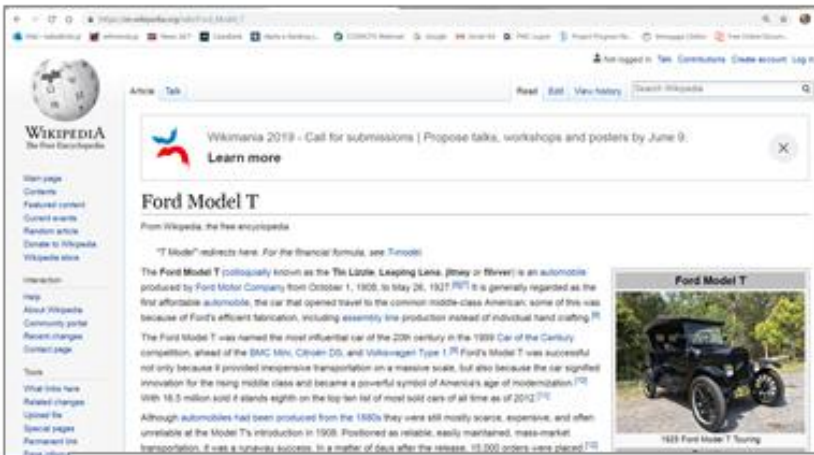 Not logged in Talk Contributions Create account Log in
Article Talk
Read Edit View history Search Wikipedia
WIKIPEDIA
The Free Encyclopedia
Wikimania 2019 - Call for submissions | Propose talks, workshops and posters by June 9.
Learn more
Main page
Contents
Featured content
Current events
Random article
Donate to Wikipedia
Wikipedia store
Interaction
Help
About Wikipedia
Community portal
Recent changes
Contact page
Tools
What links here
Related changes
Upload file
Special pages
Permanent link
Ford Model T
From Wikipedia, the free encyclopedia
"T Model" redirects here. For the financial formula, see T-model.
The Ford Model T (colloquially known as the Tin Lizzie, Leaping Lena, jitney or flivver) is an automobile
produced by Ford Motor Company from October 1, 1908, to May 26, 1927. It is generally regarded as the
first affordable automobile, the car that opened travel to the common middle-class American; some of this was
because of Ford's efficient fabrication, including assembly line production instead of individual hand crafting.
The Ford Model T was named the most influential car of the 20th century in the 1999 Car of the Century
competition, ahead of the BMC Mini, Citroën DS, and Volkswagen Type 1. Ford's Model T was successful
not only because it provided inexpensive transportation on a massive scale, but also because the car signified
innovation for the rising middle class and became a powerful symbol of America's age of modernization.
With 16.5 million sold it stands eighth on the top ten list of most sold cars of all time as of 2012.
Although automobiles had been produced from the 1880s they were still mostly scarce, expensive, and often
unreliable at the Model T's introduction in 1908. Positioned as reliable, easily maintained, mass-market
transportation, it was a runaway success. In a matter of days after the release, 15,000 orders were placed.
Ford Model T
1925 Ford Model T Touring